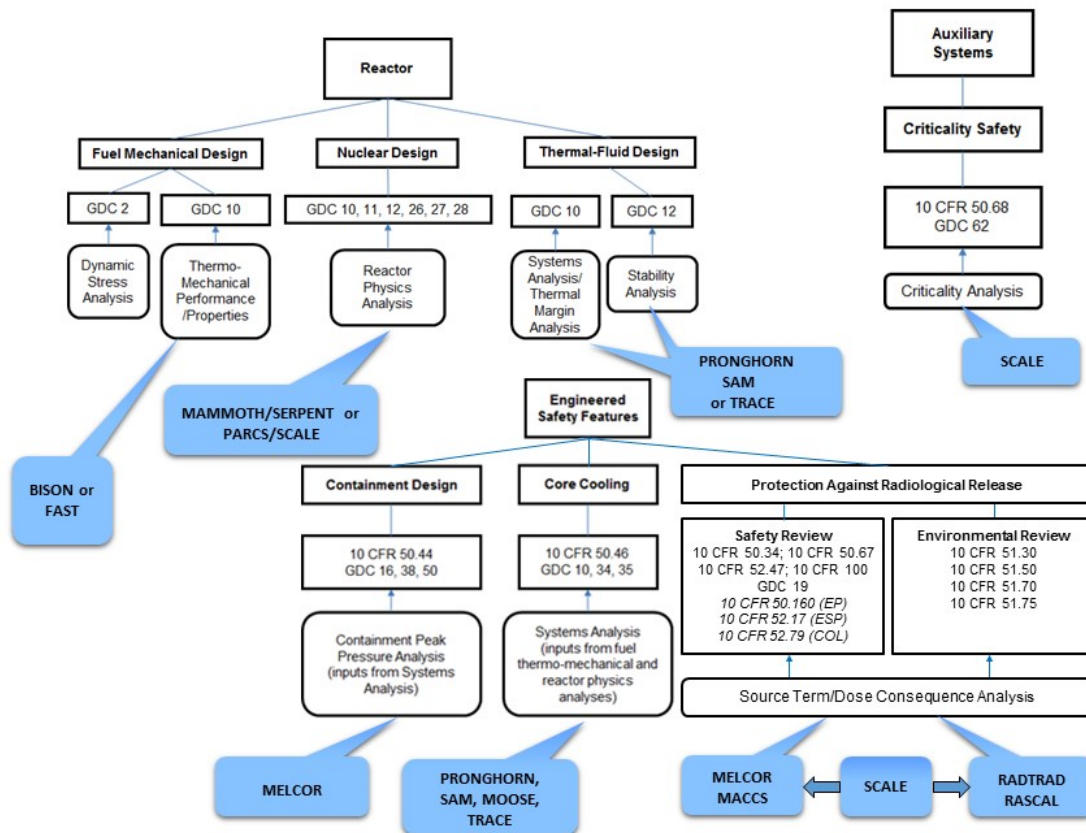 Reactor
Auxiliary
Systems
Fuel Mechanical Design
Nuclear Design
Thermal-Fluid Design
Criticality Safety
GDC 2
GDC 10
GDC 10, 11, 12, 26, 27, 28
GDC 10
GDC 12
10 CFR 50.68
GDC 62
Dynamic
Stress
Analysis
Thermo-
Mechanical
Performance
/Properties
Reactor
Physics
Analysis
Systems
Analysis/
Thermal
Margin
Analysis
Stability
Analysis
Criticality Analysis
BISON or
FAST
MAMMOTH/SERPENT or
PARCS/SCALE
PRONGHORN
SAM
or TRACE
SCALE
Engineered
Safety Features
Containment Design
Core Cooling
Protection Against Radiological Release
10 CFR 50.44
GDC 16, 38, 50
10 CFR 50.46
GDC 10, 34, 35
Safety Review
10 CFR 50.34; 10 CFR 50.67
10 CFR 52.47; 10 CFR 100
GDC 19
10 CFR 50.160 (EP)
10 CFR 52.17 (ESP)
10 CFR 52.79 (COL)
Environmental Review
10 CFR 51.30
10 CFR 51.50
10 CFR 51.70
10 CFR 51.75
Containment Peak
Pressure Analysis
(inputs from Systems
Analysis)
Systems Analysis
(inputs from fuel
thermo-mechanical and
reactor physics
analyses)
Source Term/Dose Consequence Analysis
MELCOR
PRONGHORN,
SAM, MOOSE,
TRACE
MELCOR
MACCS
SCALE
RADTRAD
RASCAL